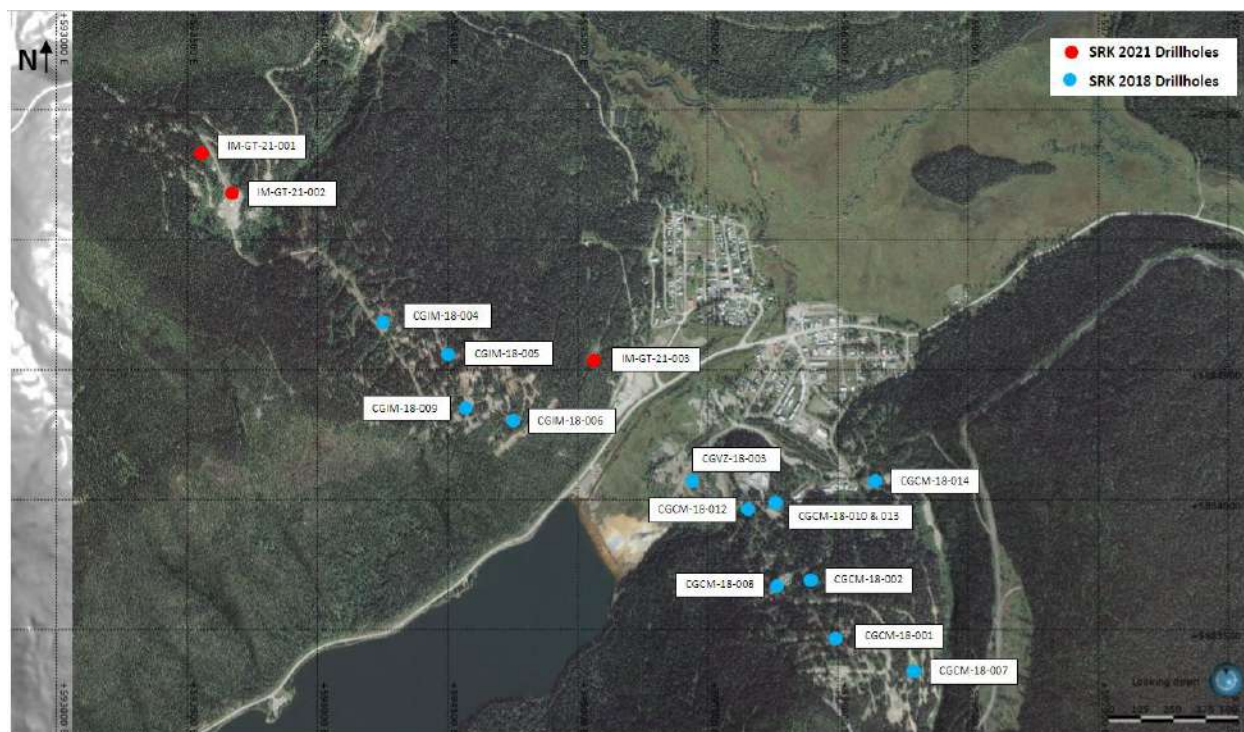 N
SRK 2021 Drillholes
SRK 2018 Drillholes
IM-GT-21-001
IM-GT-21-002
CGIM-18-004
CGIM-18-005
IM-GT-21-003
CGIM-18-009
CGIM-18-006
CGVZ-18-003
CGCM-18-014
CGCM-18-012
CGCM-18-010 & 013
CGCM-18-008
CGCM-18-002
CGCM-18-001
CGCM-18-007
Looking down
+593000 E